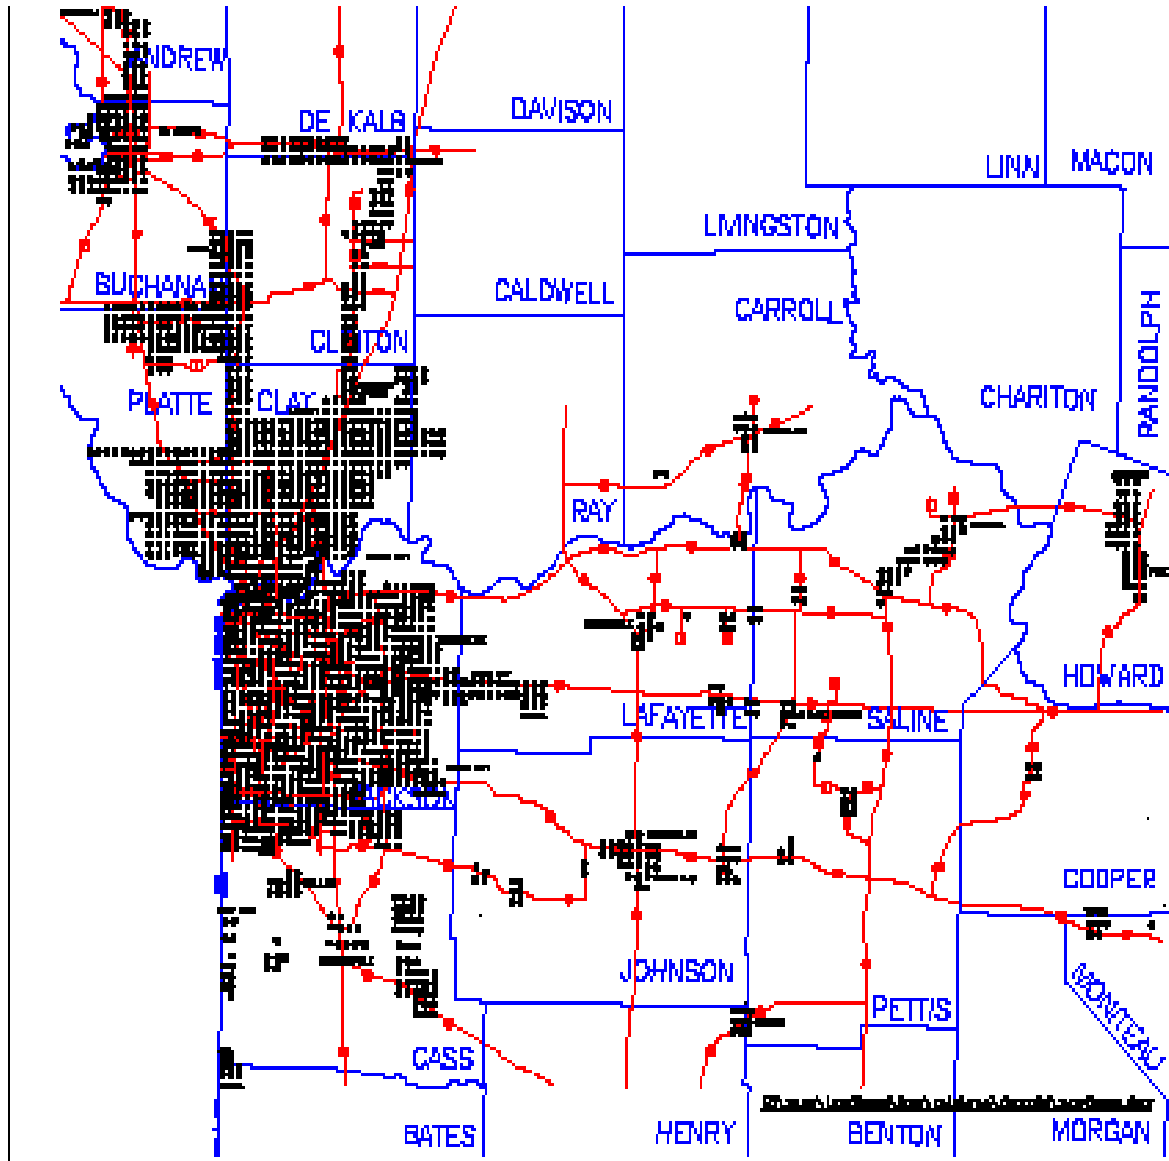 ANDREW
DAVISON
DE KALB
LINN
MACON
LIVINGSTON
BUCHANA
CALDWELL
CARROLL
RANDOLPH
CLINTON
CHARITON
PLATTE
CLAY
RAY
HOWARD
LAFAYETTE
SALINE
COOPER
JOHNSON
PETTIS
MONITEAU
CASS
BATES
HENRY
BENTON
MORGAN